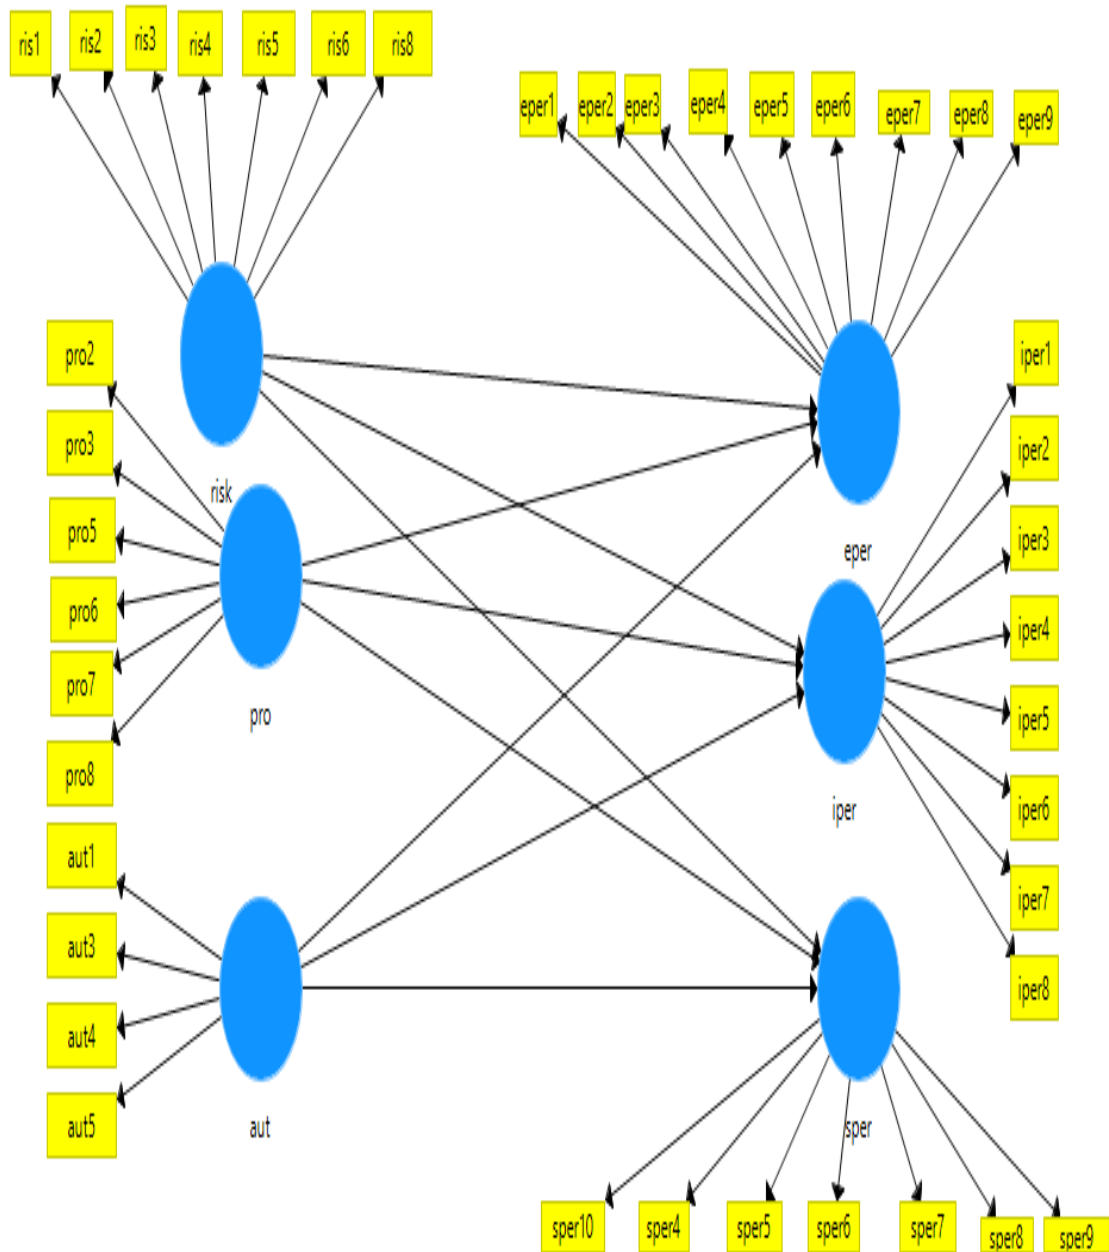 ris1
ris2
ris3
ris4
ris5
ris6
ris8
eper1
eper2
eper3
eper4
eper5
eper6
eper7
eper8
eper9
risk
pro2
pro3
pro5
pro6
pro7
pro8
pro
eper
iper1
iper2
iper3
iper4
iper5
iper6
iper7
iper8
iper
aut1
aut3
aut4
aut5
aut
sper
sper10
sper4
sper5
sper6
sper7
sper8
sper9